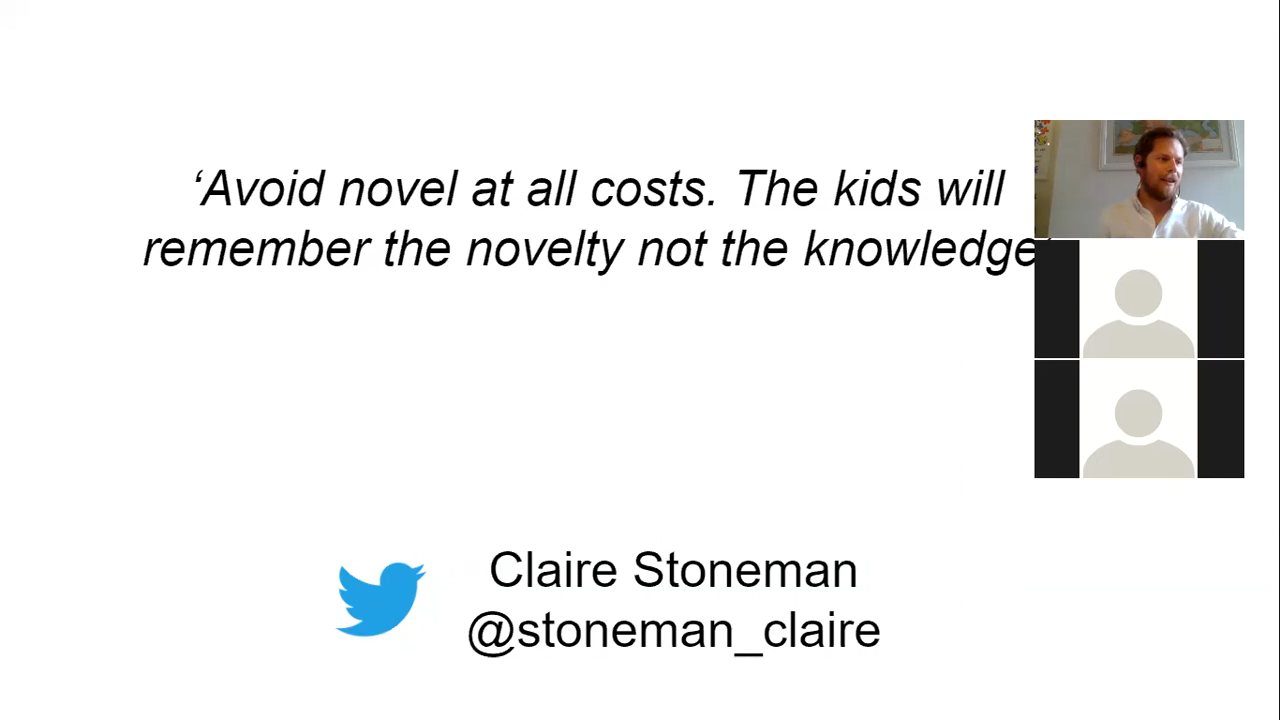 ‘Avoid novel at all costs. The kids will
remember the novelty not the knowledge’
Claire Stoneman
@stoneman_claire